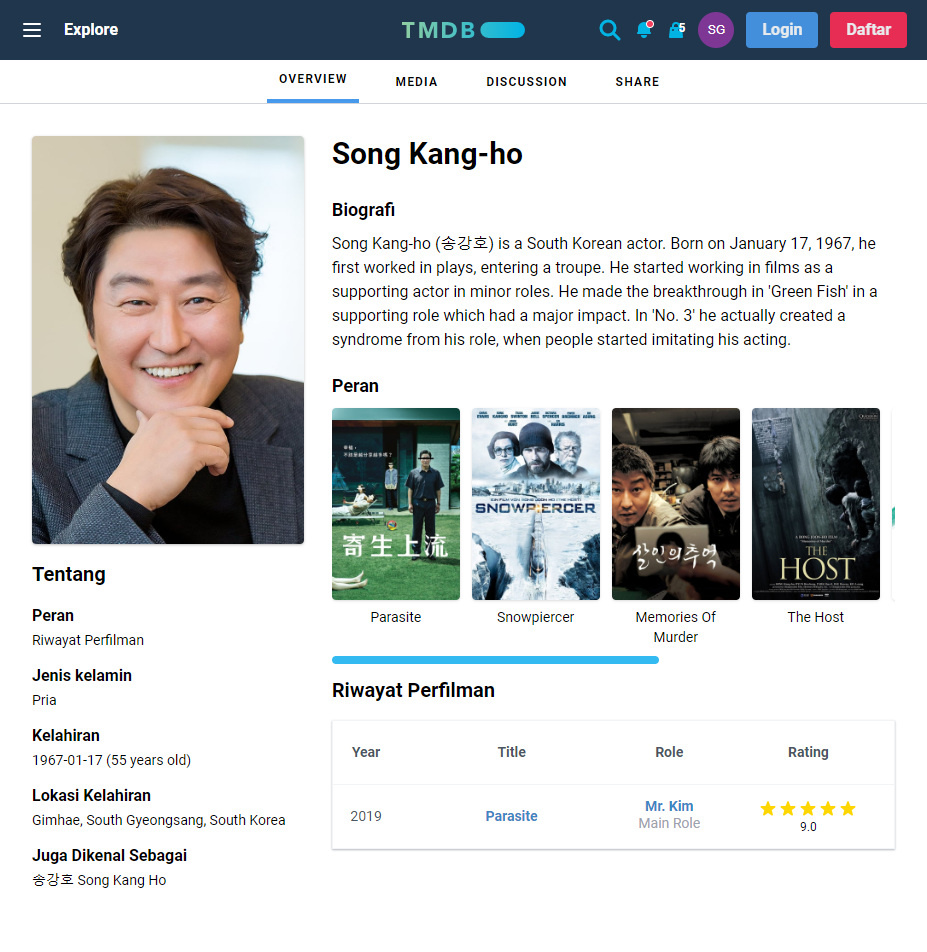 Explore
TMDB
5
SG
Login
Daftar
OVERVIEW
MEDIA
DISCUSSION
SHARE
Song Kang-ho
Biografi
Song Kang-ho (송강호) is a South Korean actor. Born on January 17, 1967, he
first worked in plays, entering a troupe. He started working in films as a
supporting actor in minor roles. He made the breakthrough in 'Green Fish' in a
supporting role which had a major impact. In 'No. 3' he actually created a
syndrome from his role, when people started imitating his acting.
Peran
寄生上流
SNOWPIERCER
살인의추억
THE
HOST
Parasite
Snowpiercer
Memories Of
Murder
The Host
Tentang
Peran
Riwayat Perfilman
Jenis kelamin
Pria
Kelahiran
1967-01-17 (55 years old)
Lokasi Kelahiran
Gimhae, South Gyeongsang, South Korea
Juga Dikenal Sebagai
송강호 Song Kang Ho
Riwayat Perfilman
Year
Title
Role
Rating
2019
Parasite
Mr. Kim
Main Role
9.0